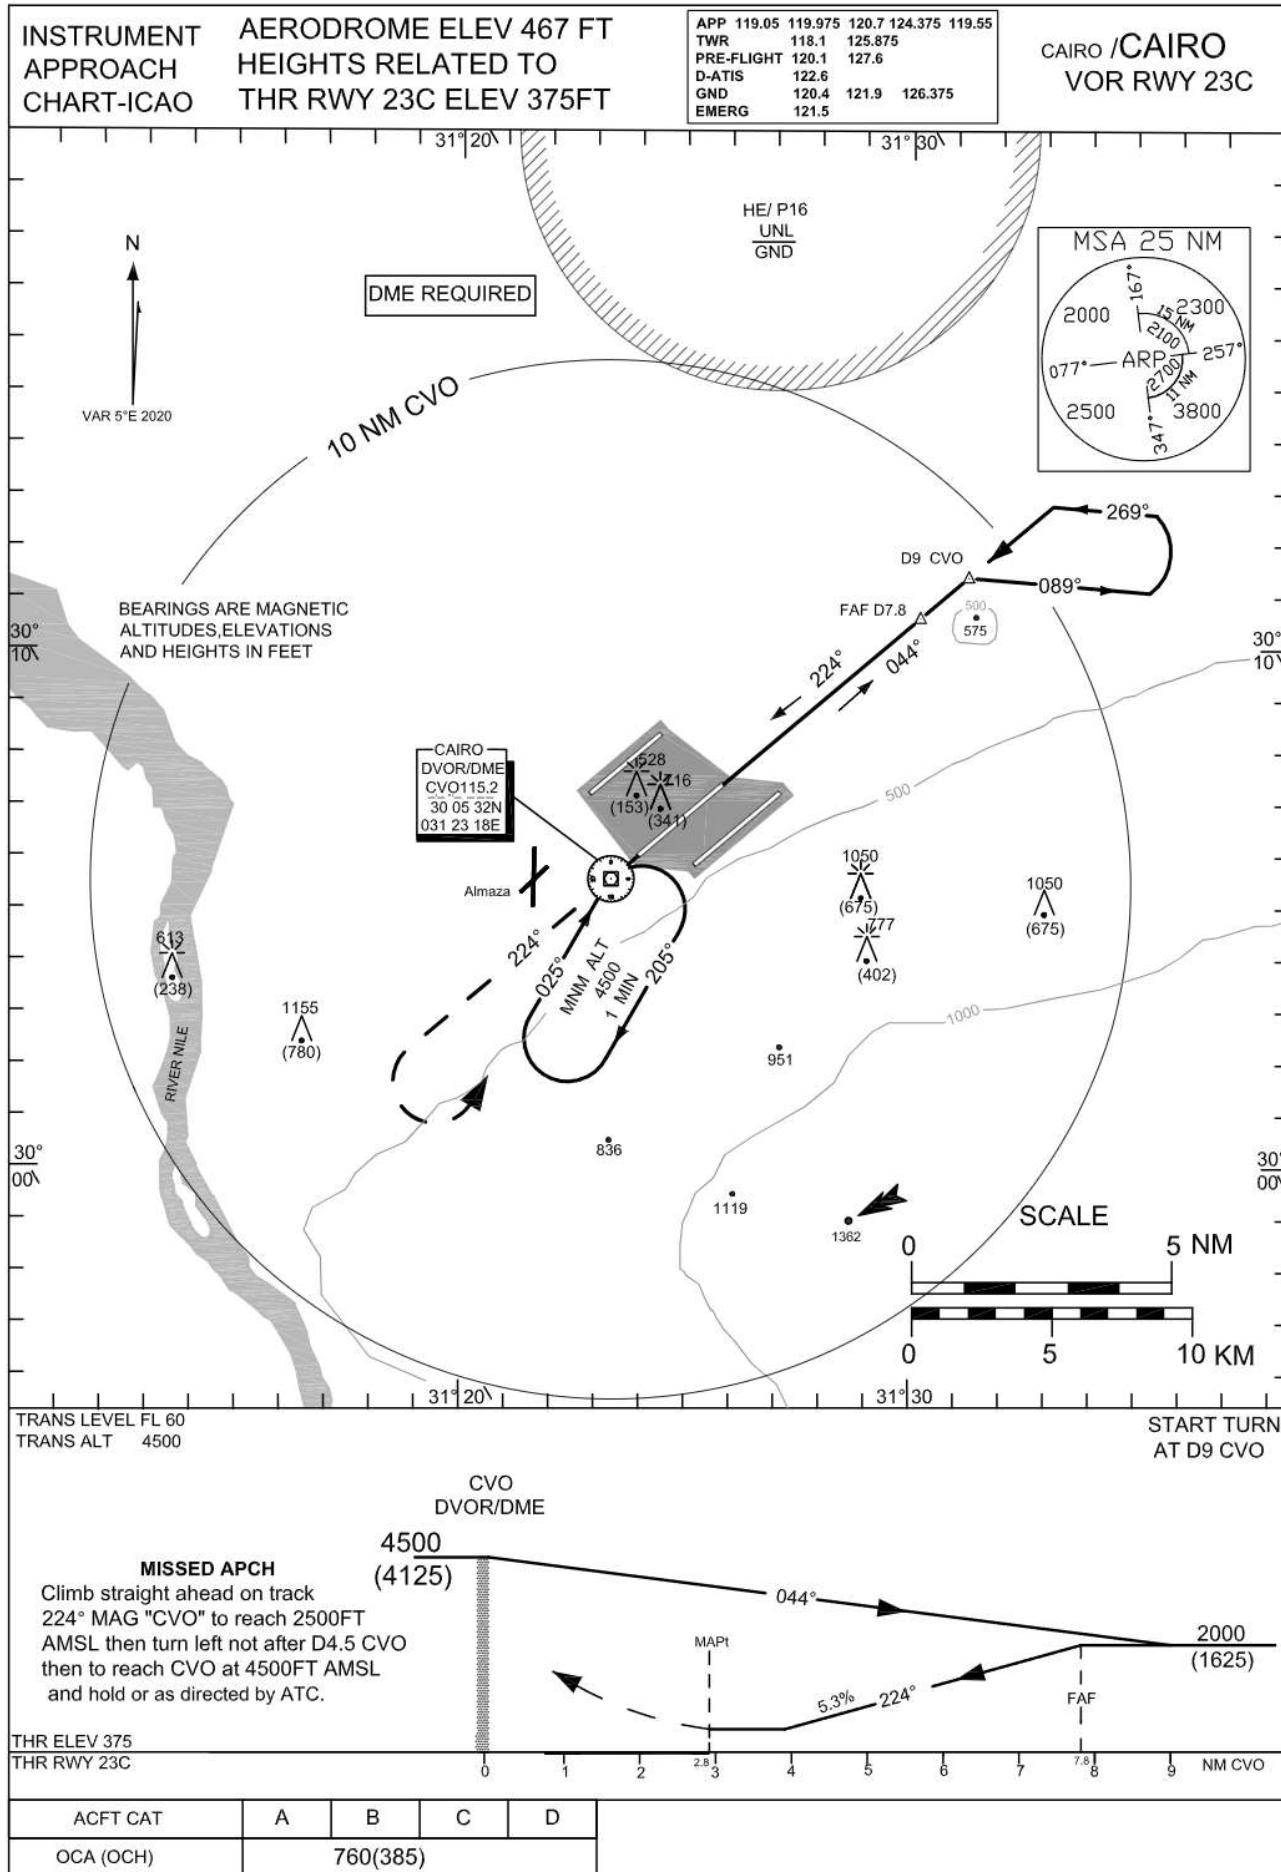 INSTRUMENT
APPROACH
CHART-ICAO
AERODROME ELEV 467 FT
HEIGHTS RELATED TO
THR RWY 23C ELEV 375FT
APP 119.05 119.975 120.7 124.375 119.55
TWR 118.1 125.875
PRE-FLIGHT 120.1 127.6
D-ATIS 122.6
GND 120.4 121.9 126.375
EMERG 121.5
CAIRO /CAIRO
VOR RWY 23C
31° 20\
31° 30\
HE/ P16
UNL
GND
N
VAR 5°E 2020
DME REQUIRED
MSA 25 NM
167°
2000
2300
15 NM
2100
077°
ARP
257°
2700
11 NM
2500
3800
347°
10 NM CVO
269°
D9 CVO
089°
FAF D7.8
500
575
BEARINGS ARE MAGNETIC
ALTITUDES,ELEVATIONS
AND HEIGHTS IN FEET
30°
10\
30°
10\
224°
044°
CAIRO
DVOR/DME
CVO115.2
30 05 32N
031 23 18E
528
(153)
716
(341)
500
Almaza
1050
(675)
777
(402)
1050
(675)
613
(238)
224°
025°
MNM ALT
4500
1 MIN
205°
1155
(780)
RIVER NILE
1000
951
836
30°
00\
30°
00\
1119
1362
SCALE
0 5 NM
0 5 10 KM
31° 20\
31° 30\
TRANS LEVEL FL 60
TRANS ALT 4500
START TURN
AT D9 CVO
CVO
DVOR/DME
4500
(4125)
MISSED APCH
Climb straight ahead on track
224° MAG "CVO" to reach 2500FT
AMSL then turn left not after D4.5 CVO
then to reach CVO at 4500FT AMSL
and hold or as directed by ATC.
044°
MAPt
2000
(1625)
5.3% 224°
FAF
THR ELEV 375
THR RWY 23C
0 1 2 2.8 3 4 5 6 7 7.8 8 9 NM CVO
ACFT CAT A B C D
OCA (OCH) 760(385)